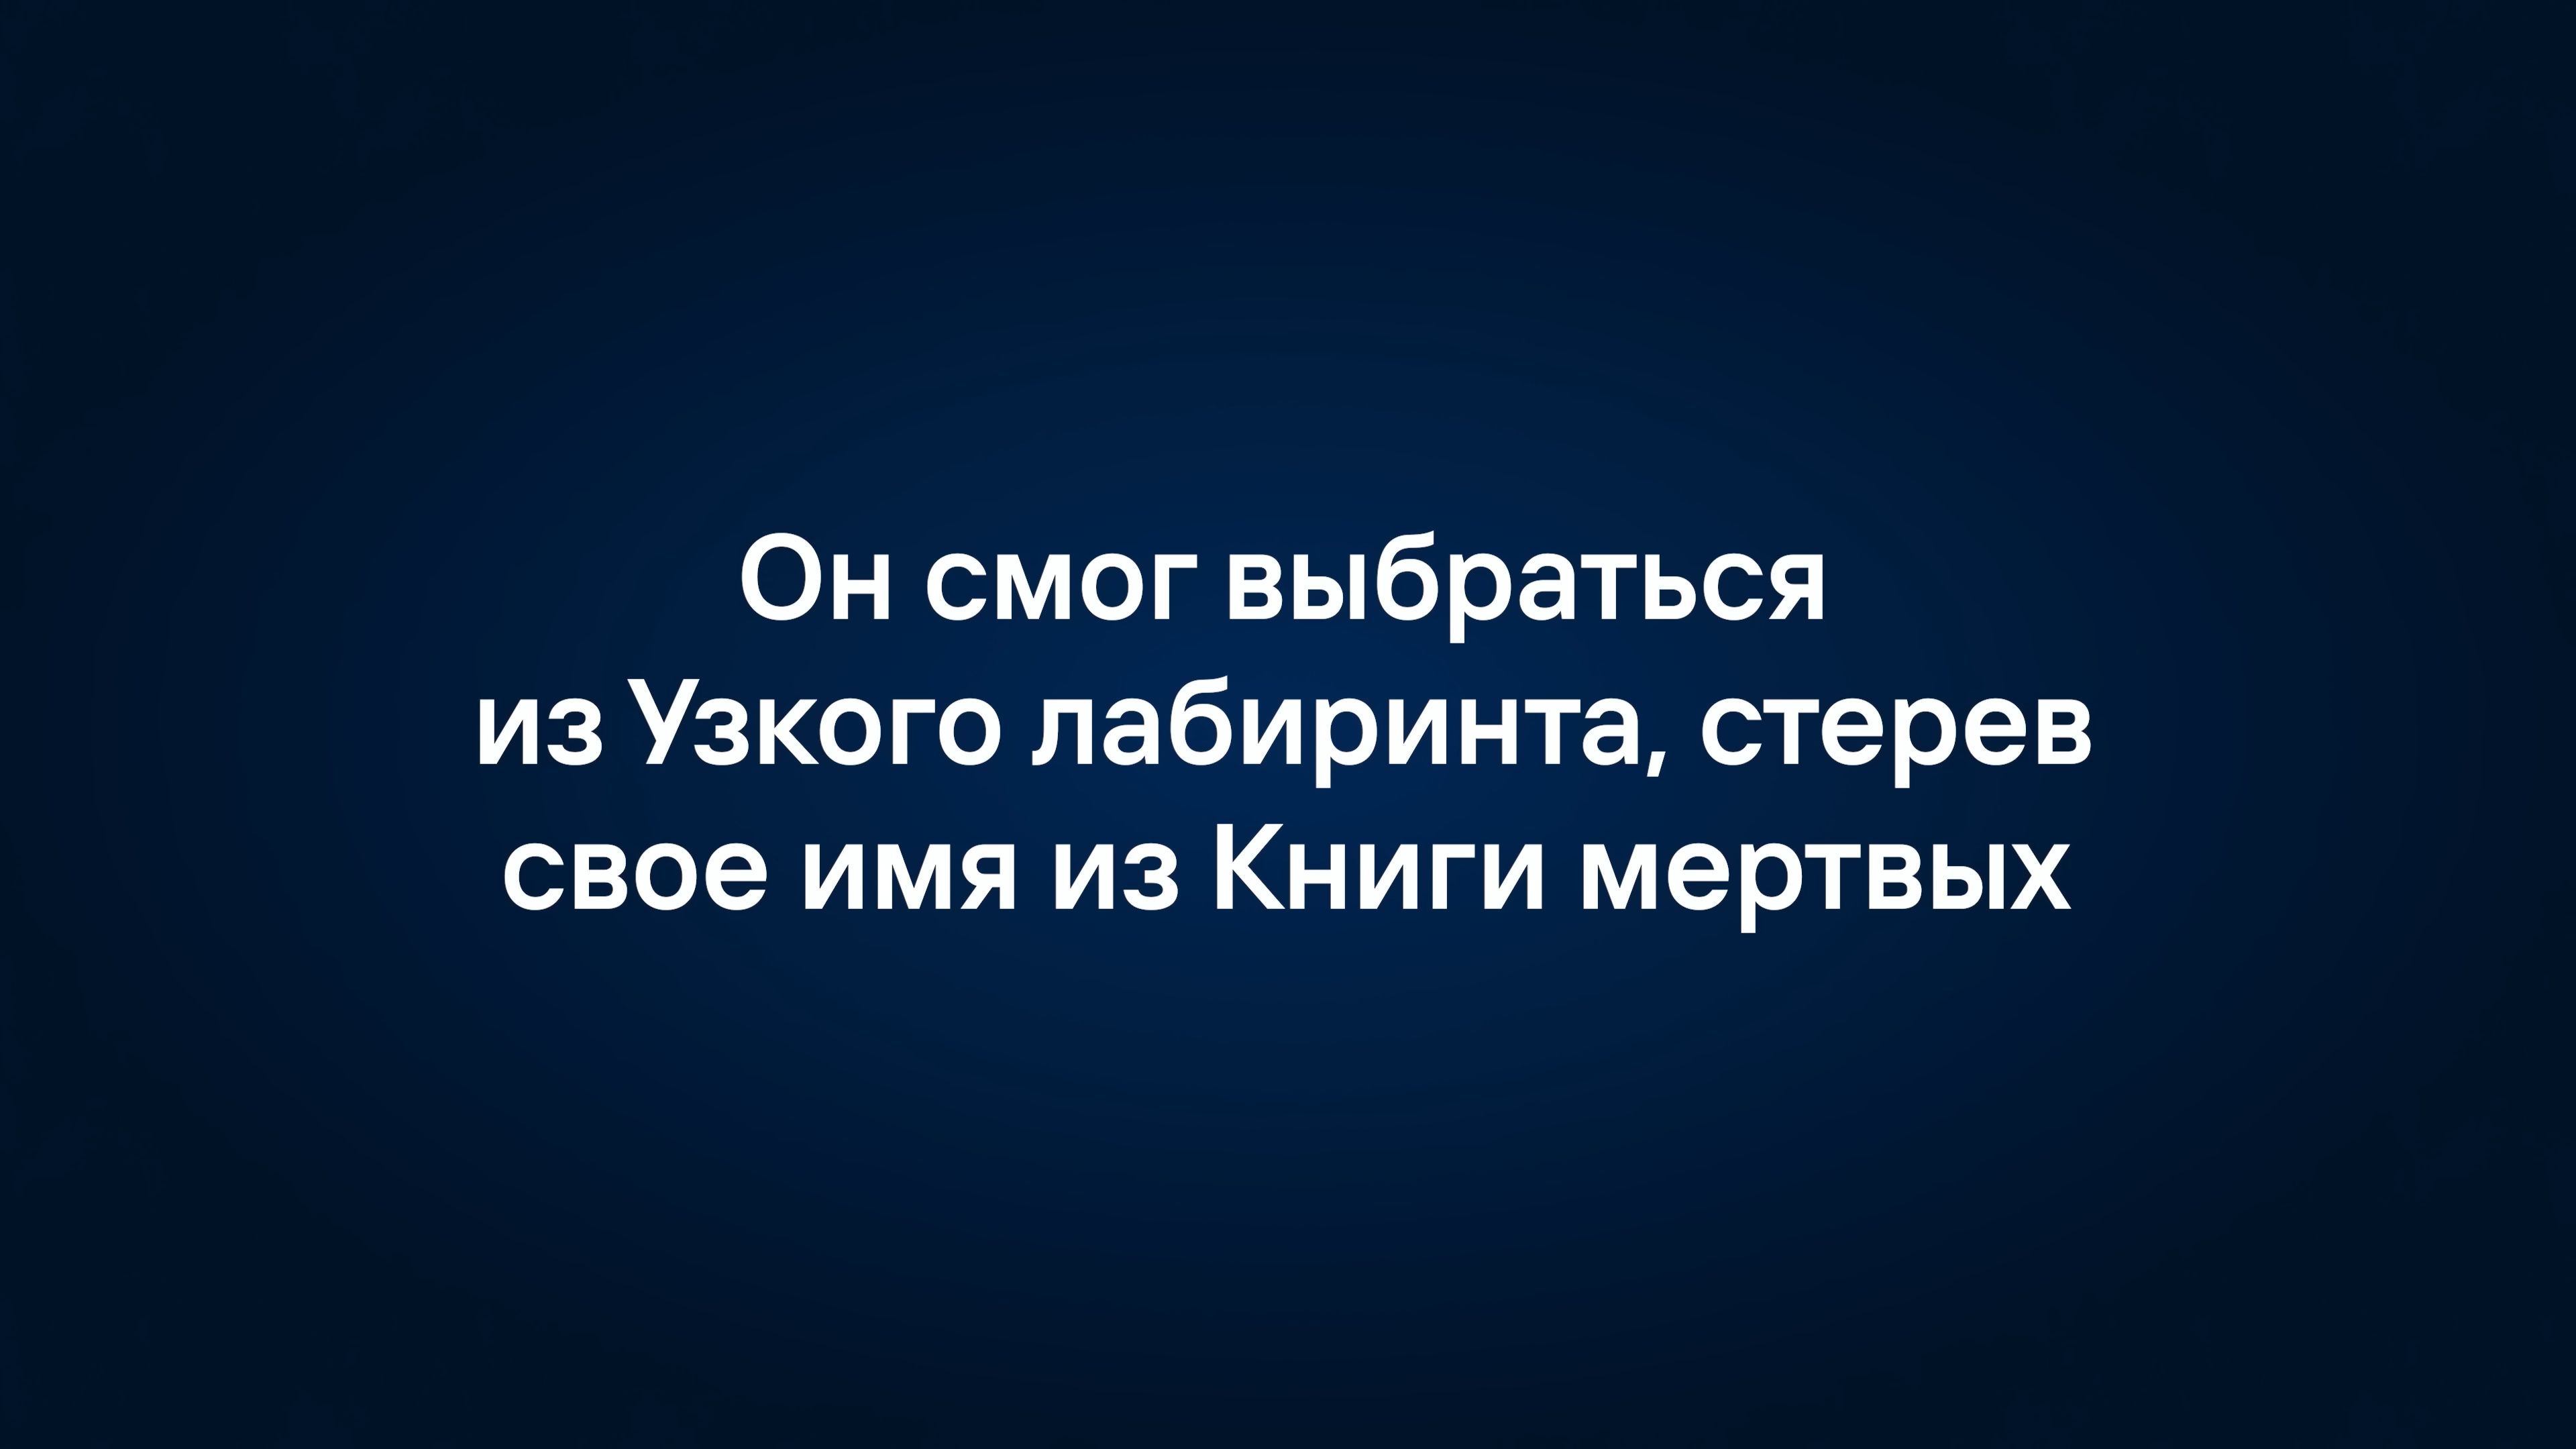 Он смог выбраться
из Узкого лабиринта, стерев
свое имя из Книги мертвых